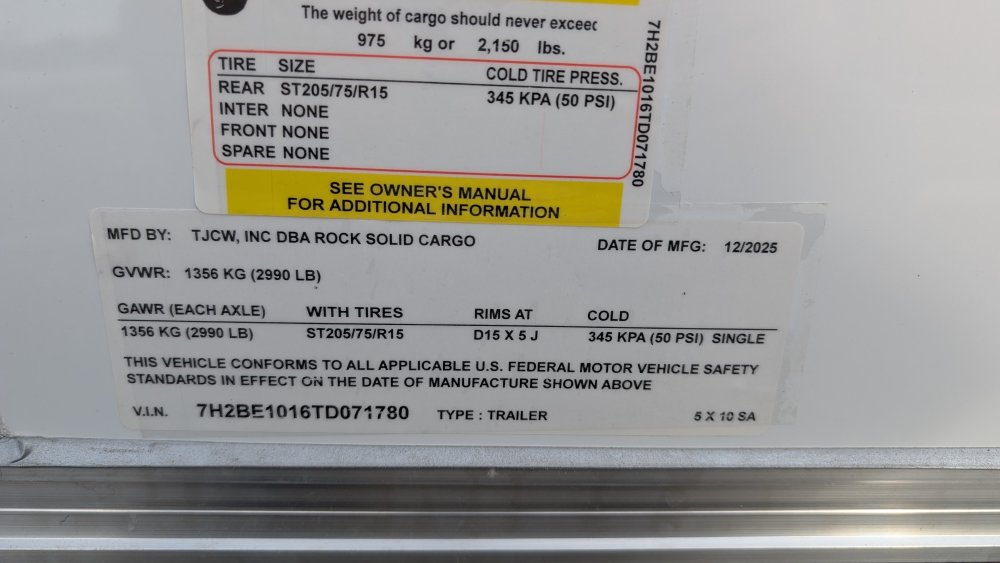 The weight of cargo should never exceed
975 kg or 2,150 lbs.
TIRE SIZE COLD TIRE PRESS.
REAR ST205/75/R15 345 KPA (50 PSI)
INTER NONE
FRONT NONE
SPARE NONE
7H2BE1016TD071780
SEE OWNER'S MANUAL
FOR ADDITIONAL INFORMATION
MFD BY: TJCW, INC DBA ROCK SOLID CARGO DATE OF MFG: 12/2025
GVWR: 1356 KG (2990 LB)
GAWR (EACH AXLE) WITH TIRES RIMS AT COLD
1356 KG (2990 LB) ST205/75/R15 D15 X 5 J 345 KPA (50 PSI) SINGLE
THIS VEHICLE CONFORMS TO ALL APPLICABLE U.S. FEDERAL MOTOR VEHICLE SAFETY
STANDARDS IN EFFECT ON THE DATE OF MANUFACTURE SHOWN ABOVE
V.I.N. 7H2BE1016TD071780 TYPE : TRAILER 5 X 10 SA